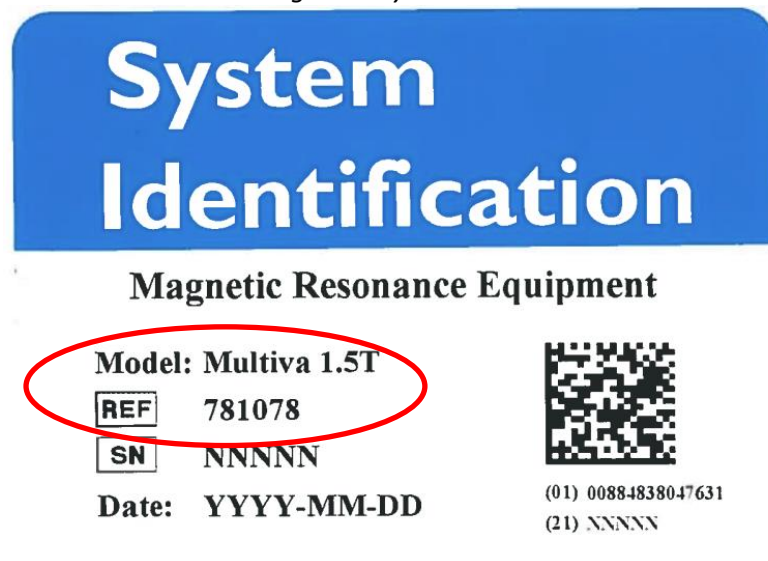 System
Identification
Magnetic Resonance Equipment
Model: Multiva 1.5T
REF 781078
SN NNNNN
Date: YYYY-MM-DD
(01) 00884838047631
(21) XXXXX